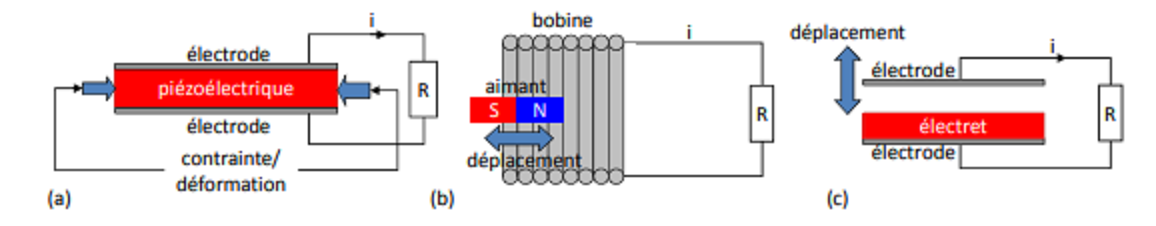 électrode
piézoélectrique
électrode
contrainte/
déformation
i
R
(a)
bobine
aimant
S N
déplacement
i
R
(b)
déplacement
électrode
électret
électrode
i
R
(c)